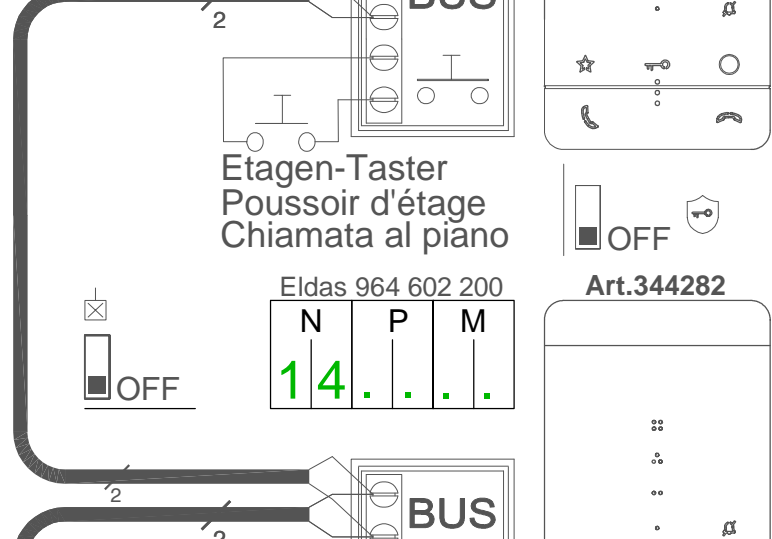 BUS
2
Etagen-Taster
Poussoir d'étage
Chiamata al piano
OFF
Eldas 964 602 200
Art.344282
N P M
14....
OFF
2
BUS
2